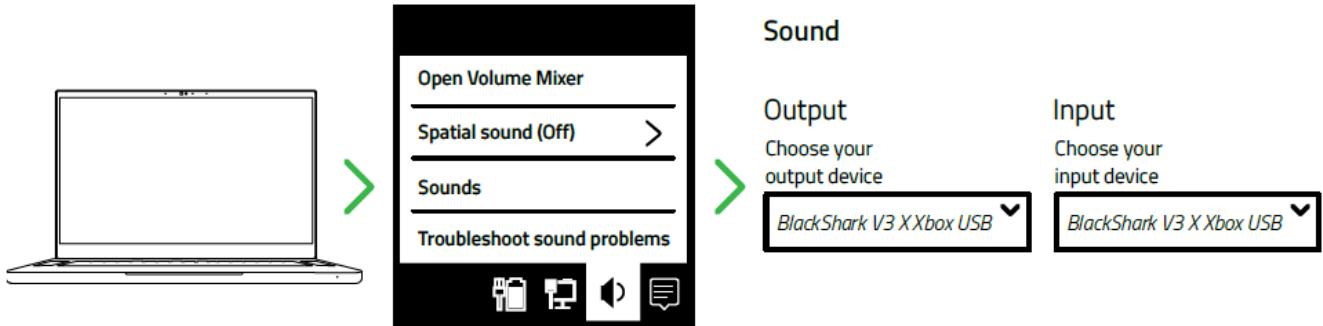 Open Volume Mixer
Spatial sound (Off)
Sounds
Troubleshoot sound problems
Sound
Output
Choose your
output device
BlackShark V3 X Xbox USB
Input
Choose your
input device
BlackShark V3 X Xbox USB